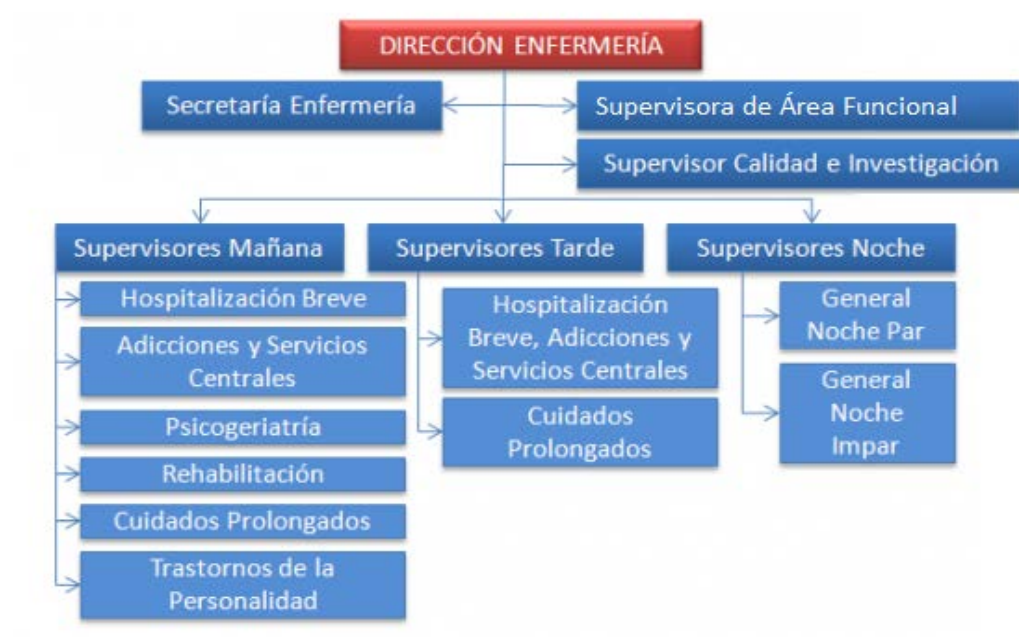 DIRECCIÓN ENFERMERÍA
Secretaría Enfermería
Supervisora de Área Funcional
Supervisor Calidad e Investigación
Supervisores Mañana
Hospitalización Breve
Adicciones y Servicios
Centrales
Psicogeriatría
Rehabilitación
Cuidados Prolongados
Trastornos de la
Personalidad
Supervisores Tarde
Hospitalización
Breve, Adicciones y
Servicios Centrales
Cuidados
Prolongados
Supervisores Noche
General
Noche Par
General
Noche
Impar